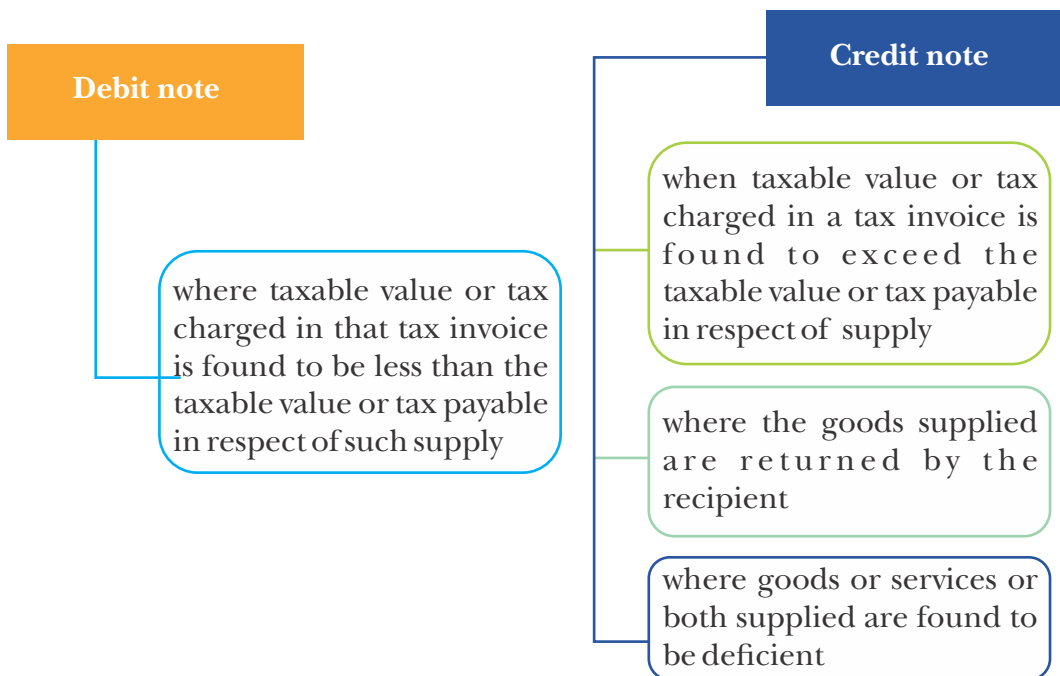 Debit note
where taxable value or tax
charged in that tax invoice
is found to be less than the
taxable value or tax payable
in respect of such supply
Credit note
when taxable value or tax
charged in a tax invoice is
found to exceed the
taxable value or tax payable
in respect of supply
where the goods supplied
are returned by the
recipient
where goods or services or
both supplied are found to
be deficient